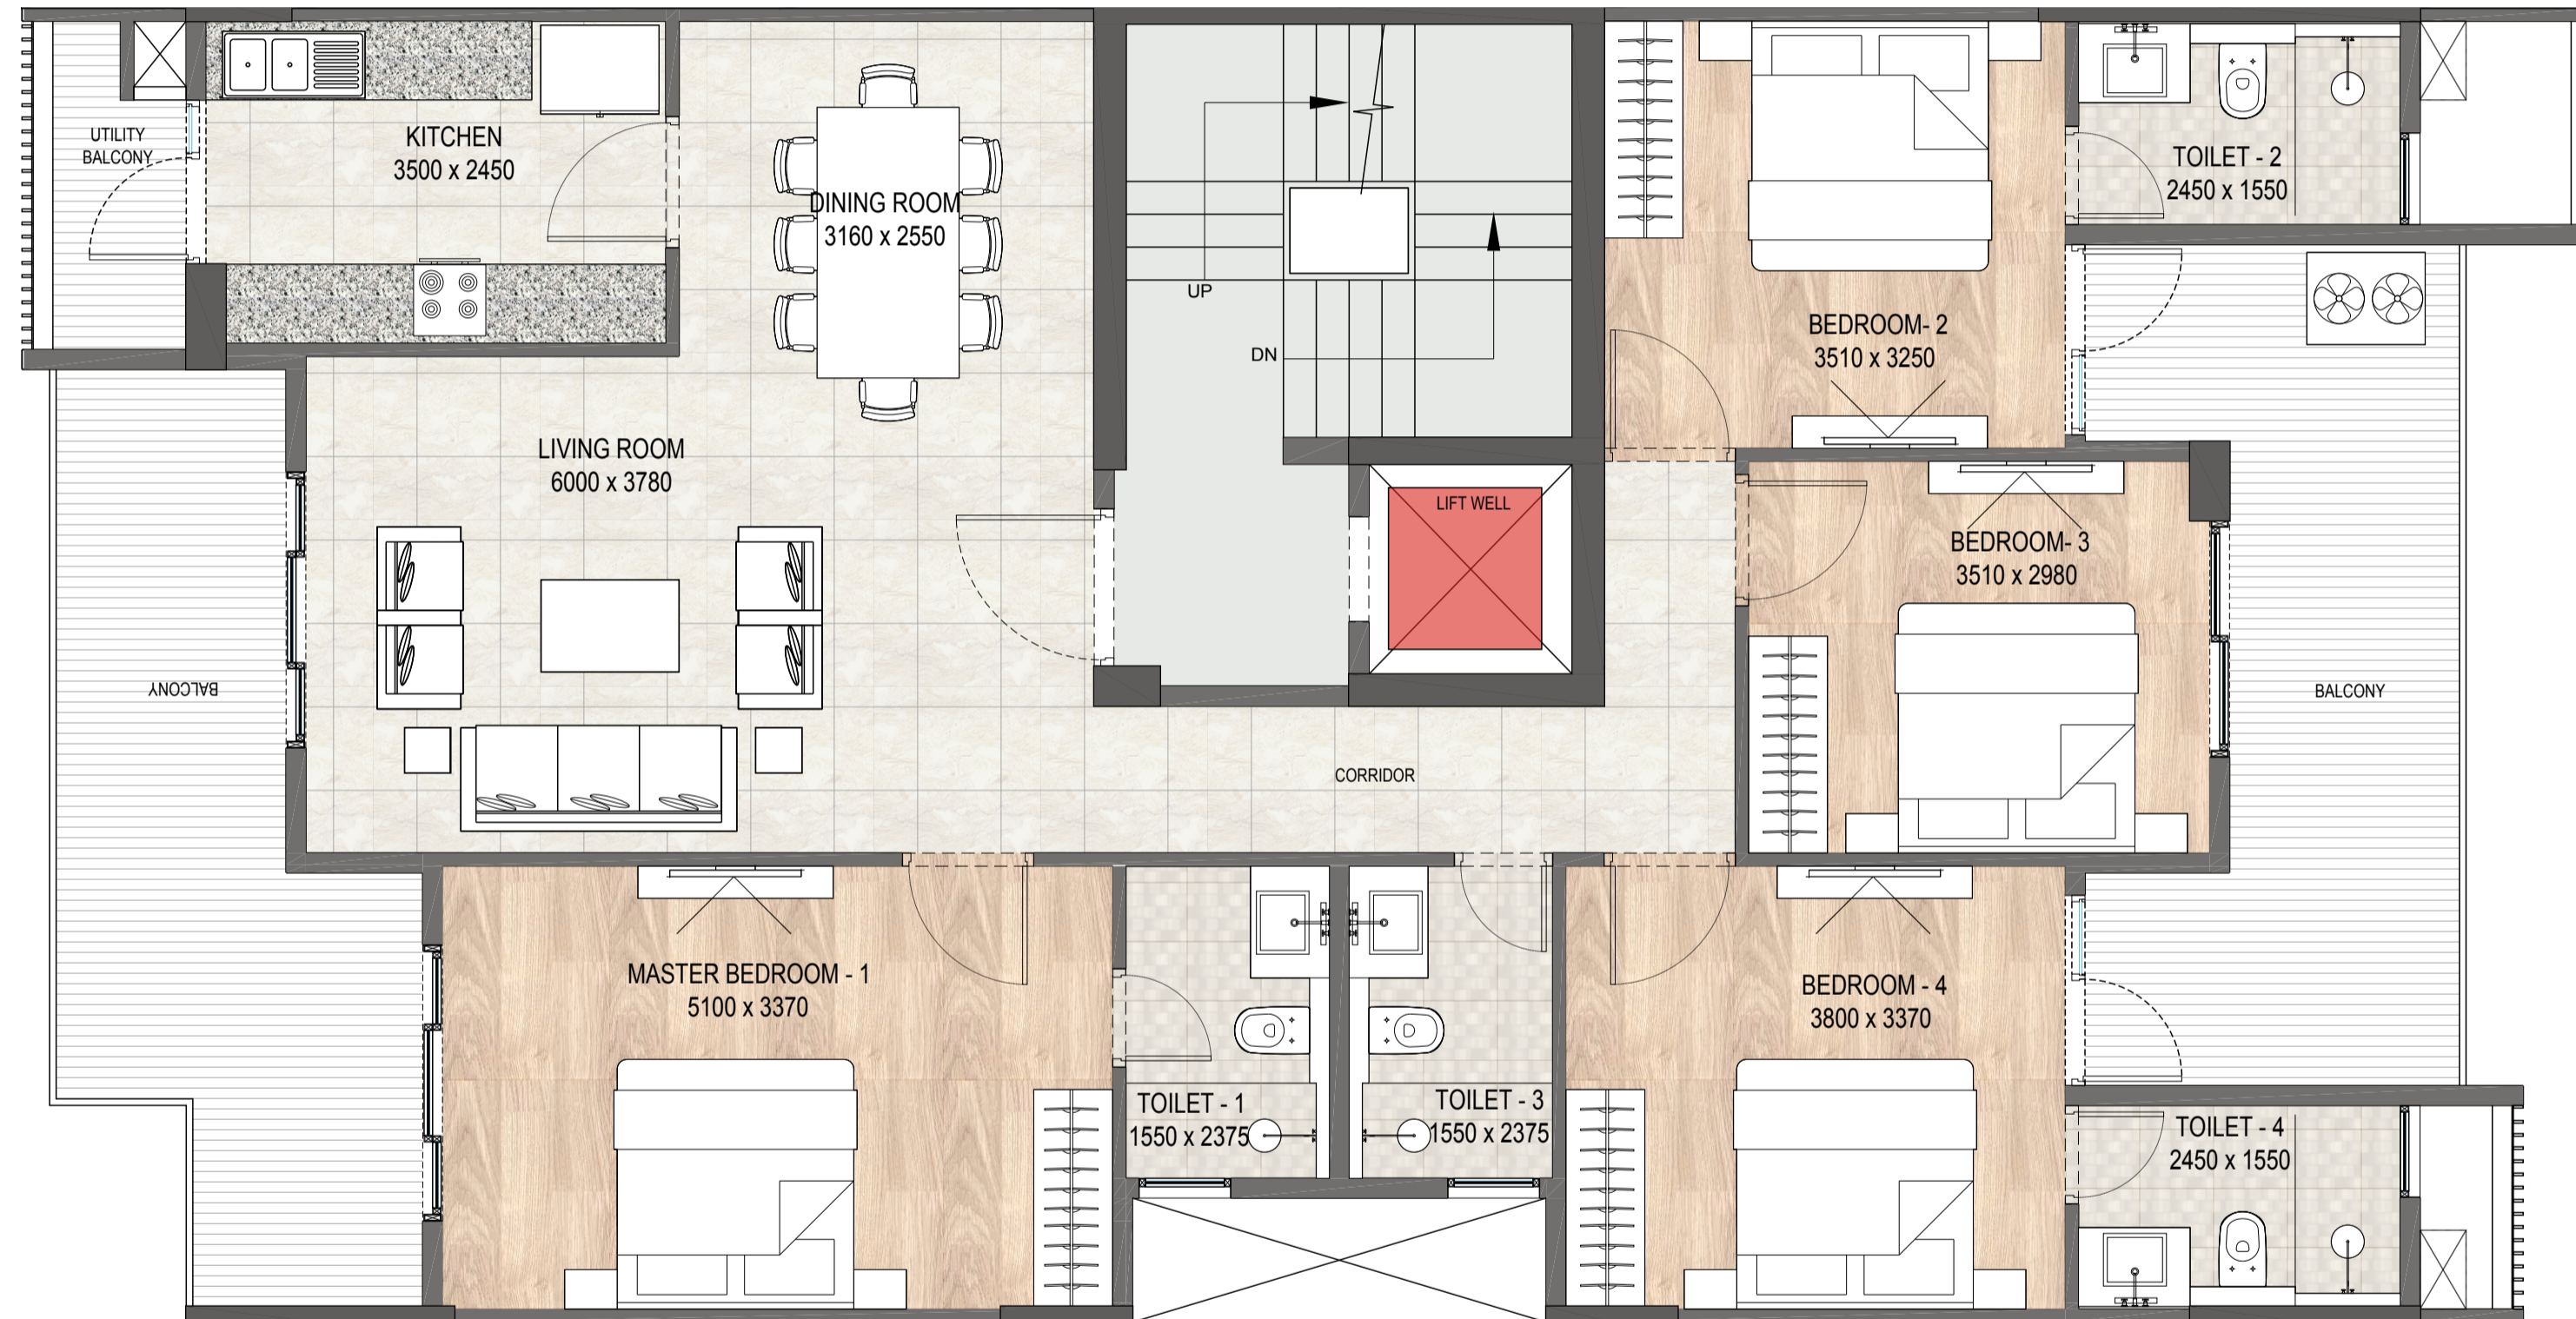 UTILITY
BALCONY
KITCHEN
3500 x 2450
DINING ROOM
3160 x 2550
UP
DN
BEDROOM- 2
3510 x 3250
TOILET - 2
2450 x 1550
LIVING ROOM
6000 x 3780
LIFT WELL
BEDROOM- 3
3510 x 2980
BALCONY
BALCONY
CORRIDOR
MASTER BEDROOM - 1
5100 x 3370
TOILET - 1
1550 x 2375
TOILET - 3
1550 x 2375
BEDROOM - 4
3800 x 3370
TOILET - 4
2450 x 1550